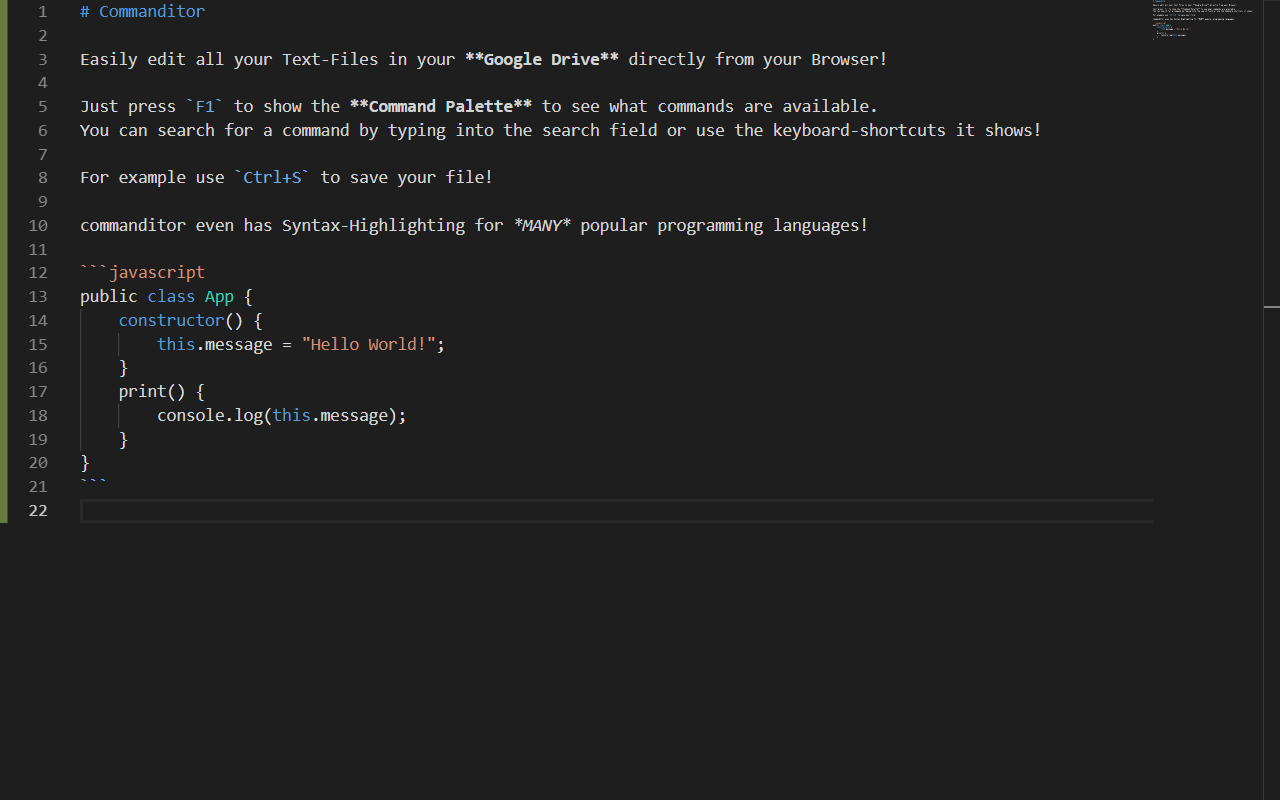 1 # Commanditor
2
3 Easily edit all your Text-Files in your **Google Drive** directly from your Browser!
4
5 Just press `F1` to show the **Command Palette** to see what commands are available.
6 You can search for a command by typing into the search field or use the keyboard-shortcuts it shows!
7
8 For example use `Ctrl+S` to save your file!
9
10 commanditor even has Syntax-Highlighting for *MANY* popular programming languages!
11
12 ```javascript
13 public class App {
14     constructor() {
15         this.message = "Hello World!";
16     }
17     print() {
18         console.log(this.message);
19     }
20 }
21 ```
22